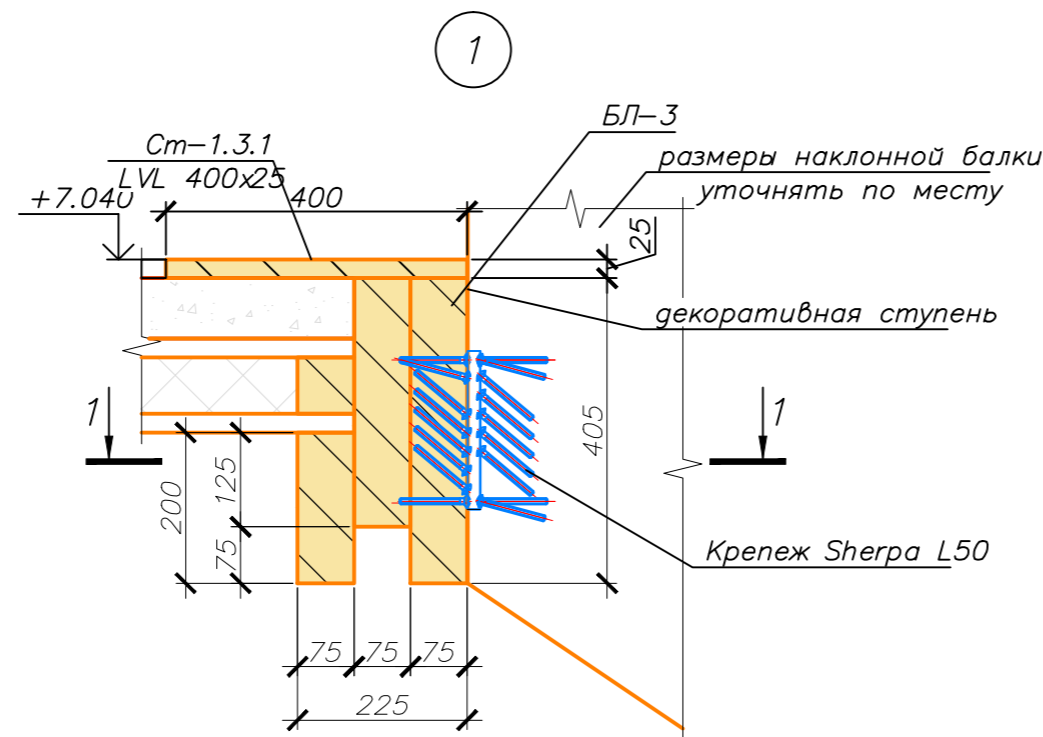 1
БЛ-3
Ст-1.3.1
LVL 400х25
размеры наклонной балки
уточнять по месту
+7.040
400
25
декоративная ступень
1
1
405
200
125
75
Крепеж Sherpa L50
75
75
75
225